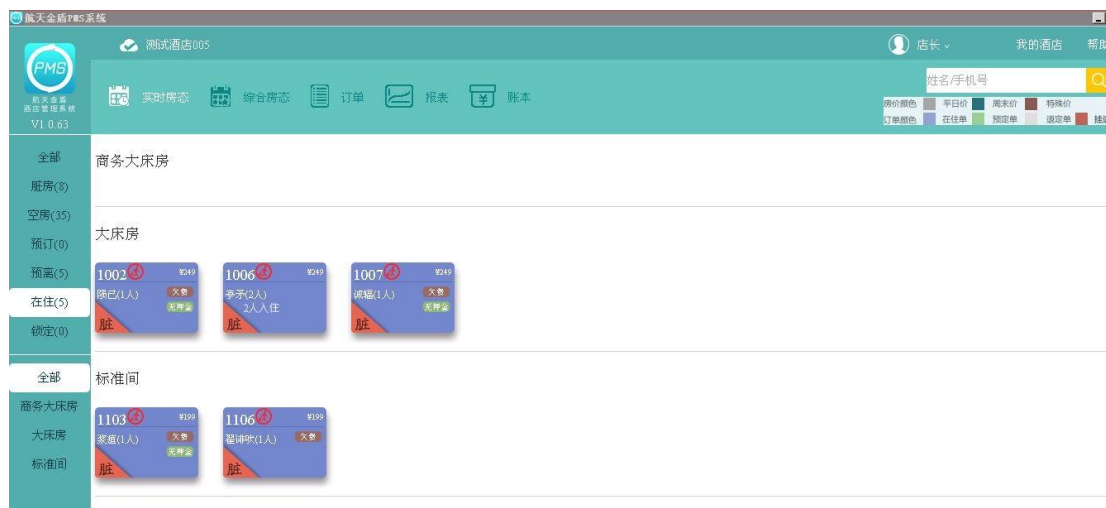 航天金盾PMS系统
测试酒店005
店长
我的酒店
帮助
PMS
航天金盾
酒店管理系统
V1.0.63
实时房态
综合房态
订单
报表
账本
姓名/手机号
房价颜色 平日价 周末价 特殊价
订单颜色 在住单 预定单 退定单
全部
脏房(8)
空房(35)
预订(0)
预离(5)
在住(5)
锁定(0)
全部
商务大床房
大床房
标准间
商务大床房
大床房
1002 ¥249
(1人) 欠费
无押金
脏
1006 ¥249
(2人)
2人入住
脏
1007 ¥249
(1人) 欠费
无押金
脏
标准间
1103 ¥199
(1人) 欠费
无押金
脏
1106 ¥199
(1人) 欠费
脏